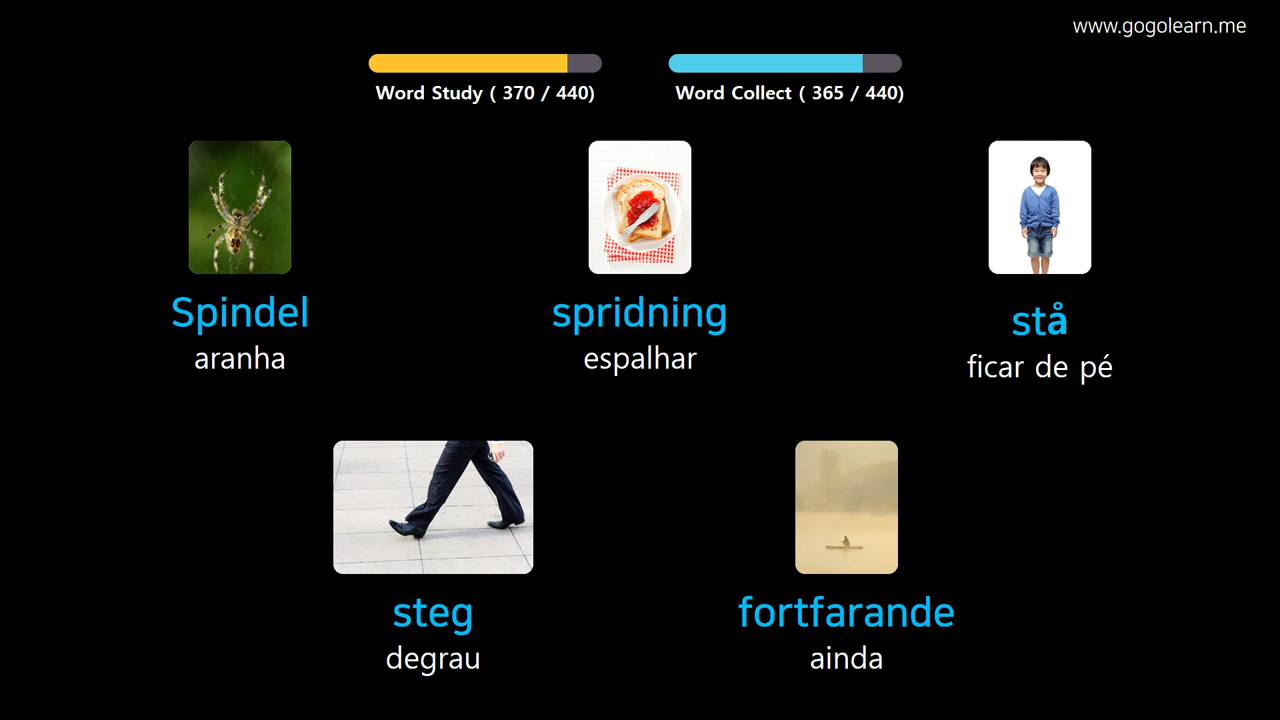 www.gogolearn.me
Word Study ( 370 / 440)
Word Collect ( 365 / 440)
Spindel
aranha
spridning
espalhar
stå
ficar de pé
steg
degrau
fortfarande
ainda